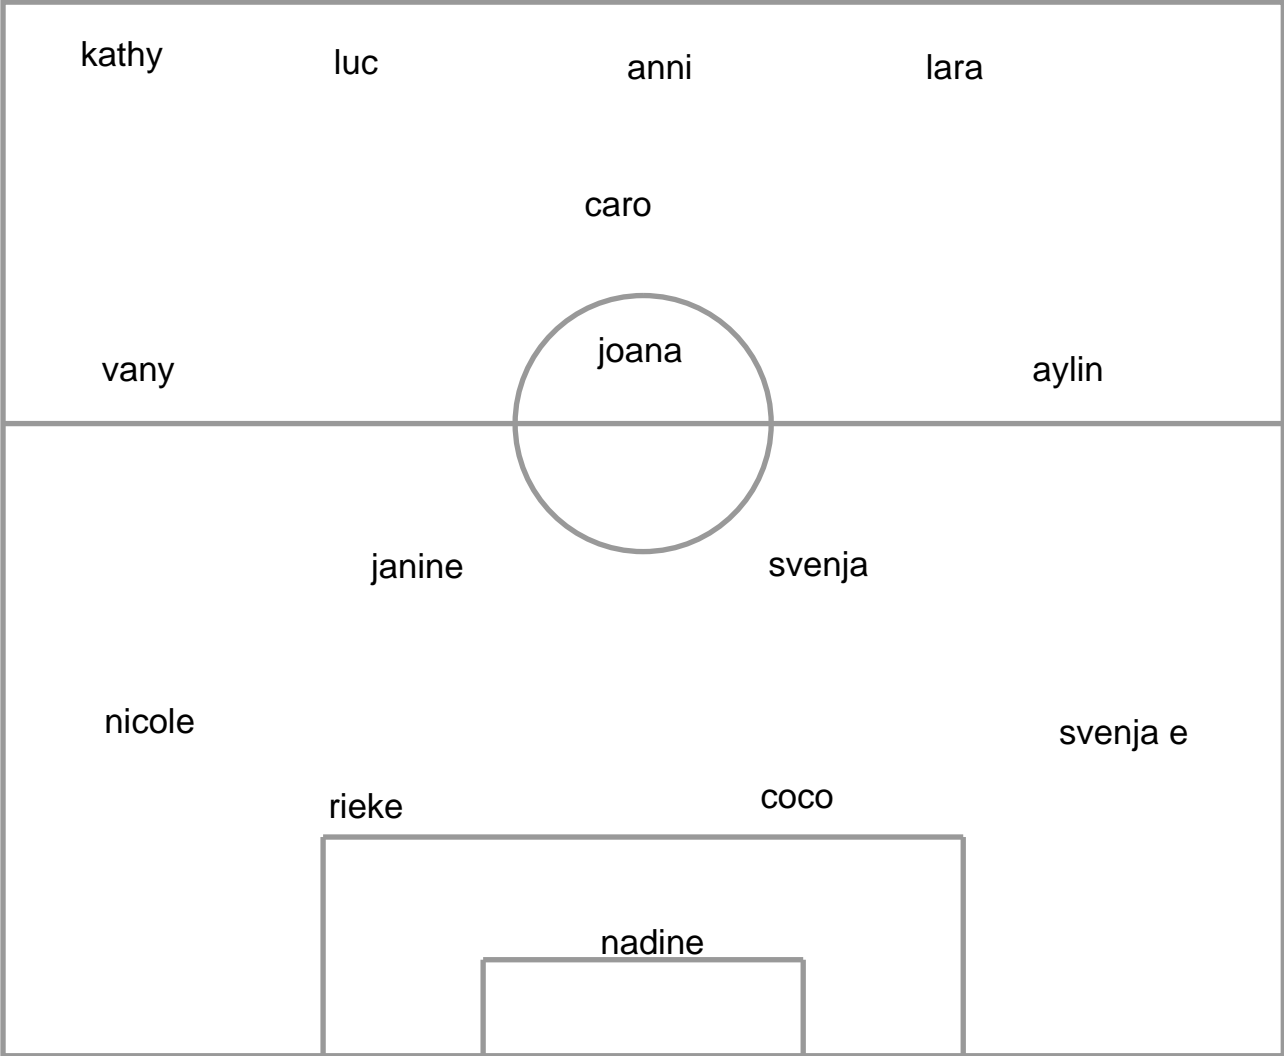 kathy luc anni lara
caro
joana
vany aylin
janine svenja
nicole svenja e
rieke coco
nadine